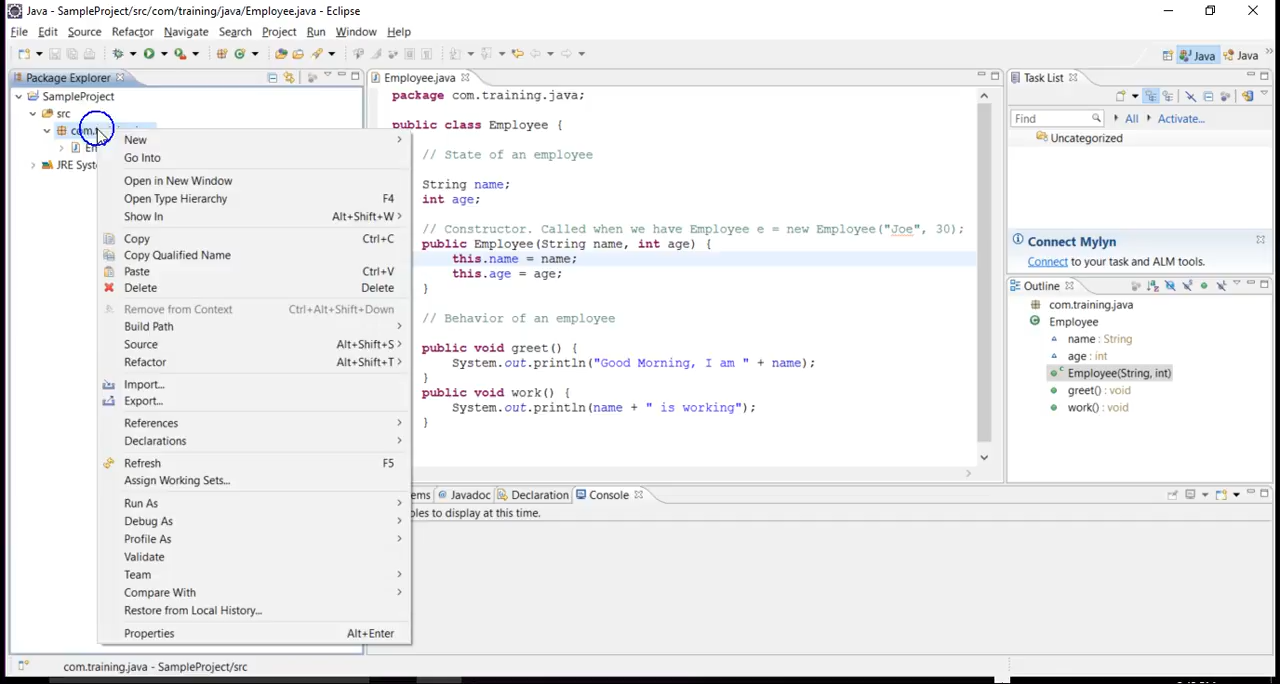 Java - SampleProject/src/com/training/java/Employee.java - Eclipse
File Edit Source Refactor Navigate Search Project Run Window Help
Java Java
Package Explorer
SampleProject
src
JRE Syst
New
Go Into
Open in New Window
Open Type Hierarchy F4
Show In Alt+Shift+W
Copy Ctrl+C
Copy Qualified Name
Paste Ctrl+V
Delete Delete
Remove from Context Ctrl+Alt+Shift+Down
Build Path
Source Alt+Shift+S
Refactor Alt+Shift+T
Import...
Export...
References
Declarations
Refresh F5
Assign Working Sets...
Run As
Debug As
Profile As
Validate
Team
Compare With
Restore from Local History...
Properties Alt+Enter
Employee.java
package com.training.java;
public class Employee {
// State of an employee
String name;
int age;
// Constructor. Called when we have Employee e = new Employee("Joe", 30);
public Employee(String name, int age) {
this.name = name;
this.age = age;
}
// Behavior of an employee
public void greet() {
System.out.println("Good Morning, I am " + name);
}
public void work() {
System.out.println(name + " is working");
}
ems Javadoc Declaration Console
oles to display at this time.
Task List
Find All Activate...
Uncategorized
Connect Mylyn
Connect to your task and ALM tools.
Outline
com.training.java
Employee
name : String
age : int
Employee(String, int)
greet() : void
work() : void
com.training.java - SampleProject/src